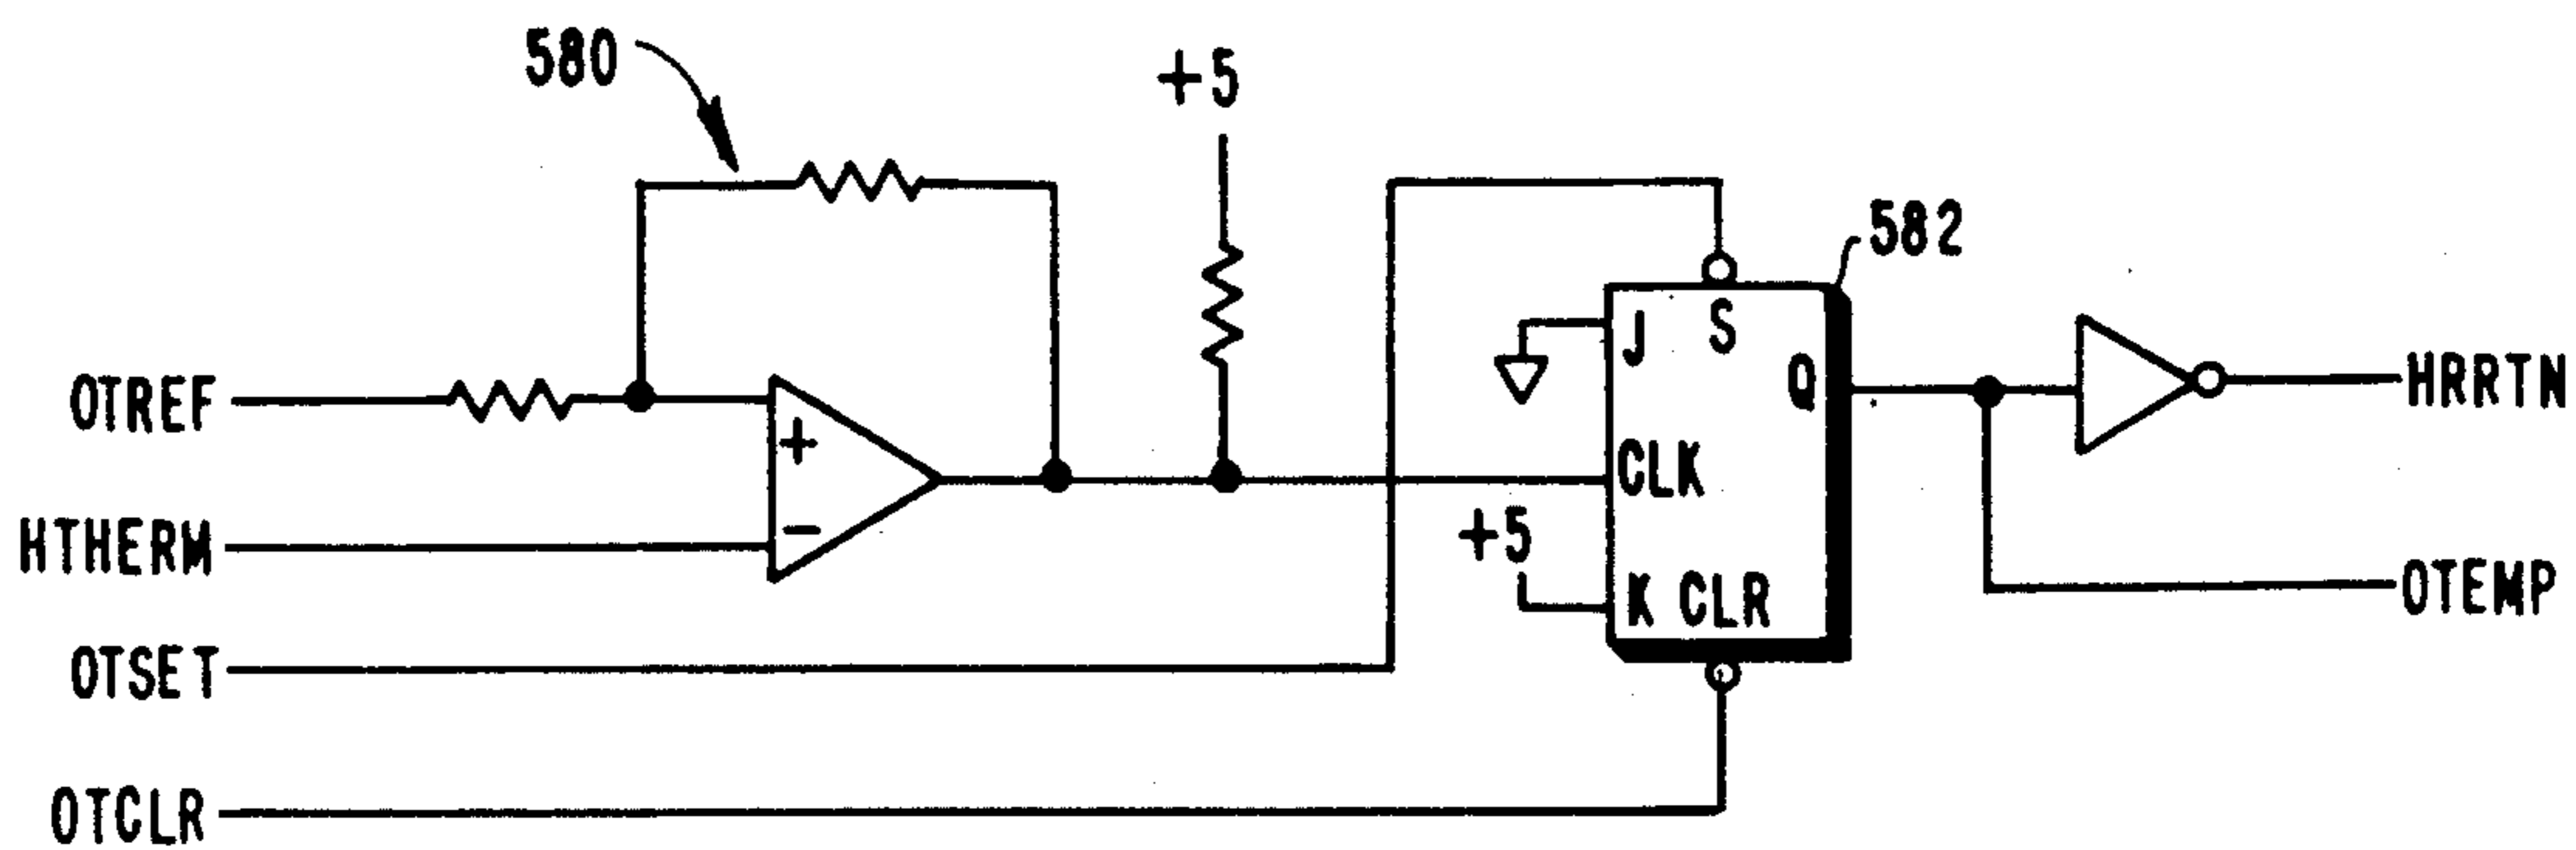 580
+5
582
J S
Q
OTREF
+
HRRTN
CLK
+5
HTHERM
−
K CLR
OTEMP
OTSET
OTCLR